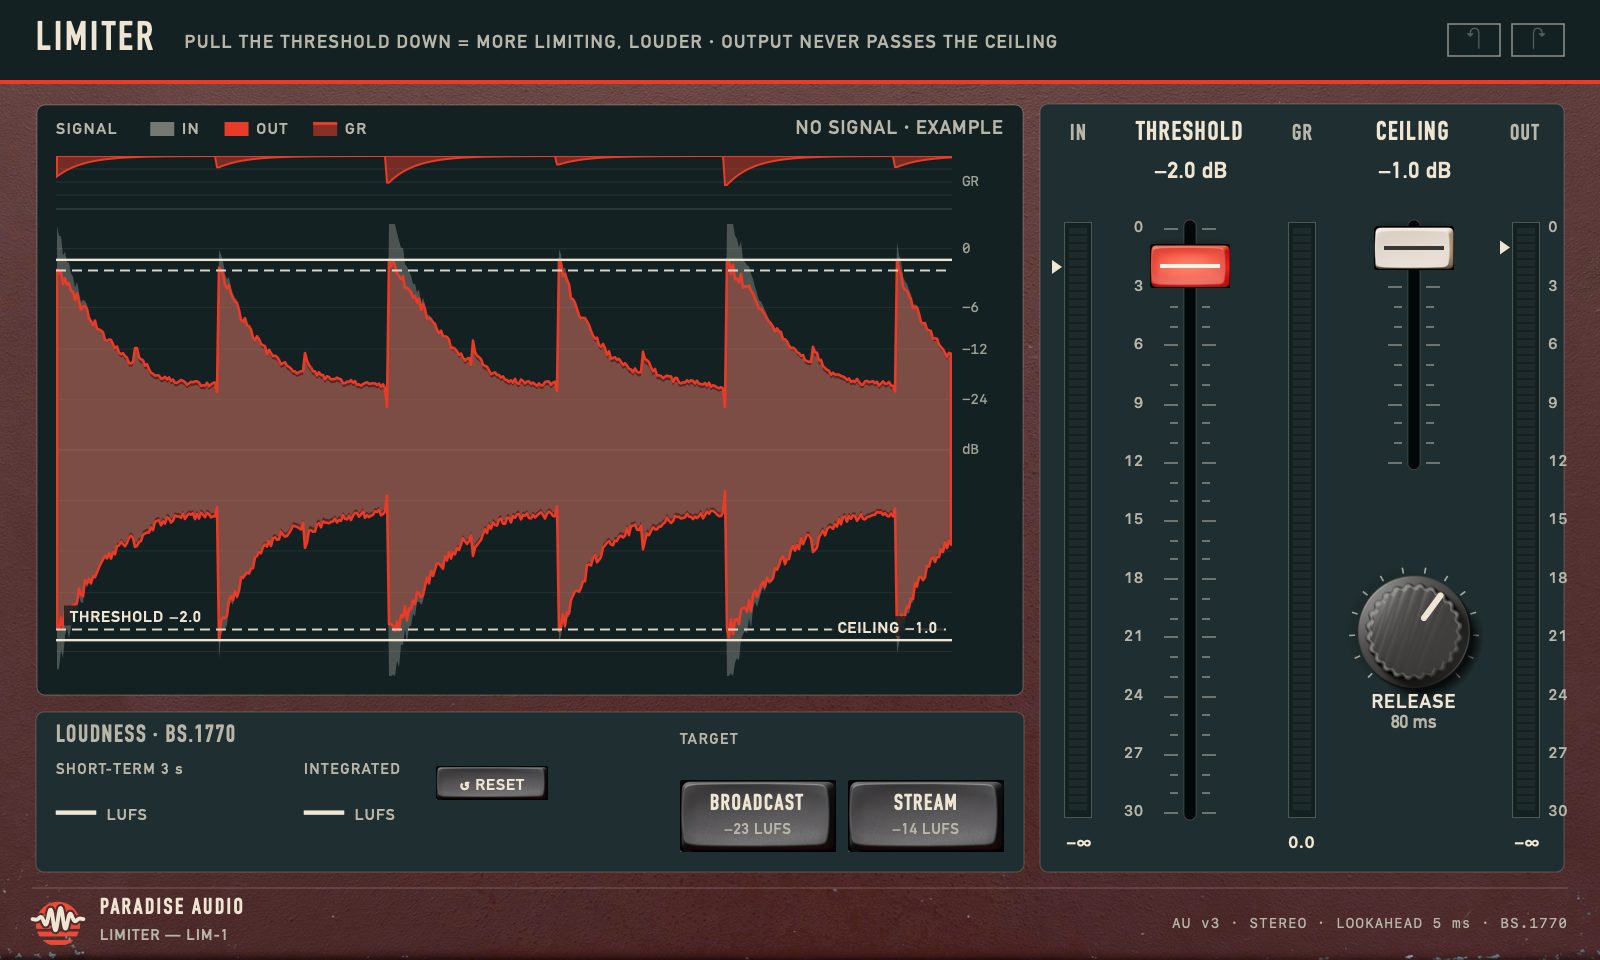 LIMITER
PULL THE THRESHOLD DOWN = MORE LIMITING, LOUDER · OUTPUT NEVER PASSES THE CEILING
SIGNAL IN OUT GR
NO SIGNAL · EXAMPLE
GR
0
−6
−12
−24
dB
THRESHOLD −2.0
CEILING −1.0
IN THRESHOLD GR CEILING OUT
−2.0 dB −1.0 dB
0 0
3 3
6 6
9 9
12 12
15 15
18 18
21 21
24 24
27 27
30 30
RELEASE
80 ms
−∞ 0.0 −∞
LOUDNESS · BS.1770
SHORT-TERM 3 s
LUFS
INTEGRATED
LUFS
↺ RESET
TARGET
BROADCAST
−23 LUFS
STREAM
−14 LUFS
PARADISE AUDIO
LIMITER — LIM-1
AU v3 · STEREO · LOOKAHEAD 5 ms · BS.1770